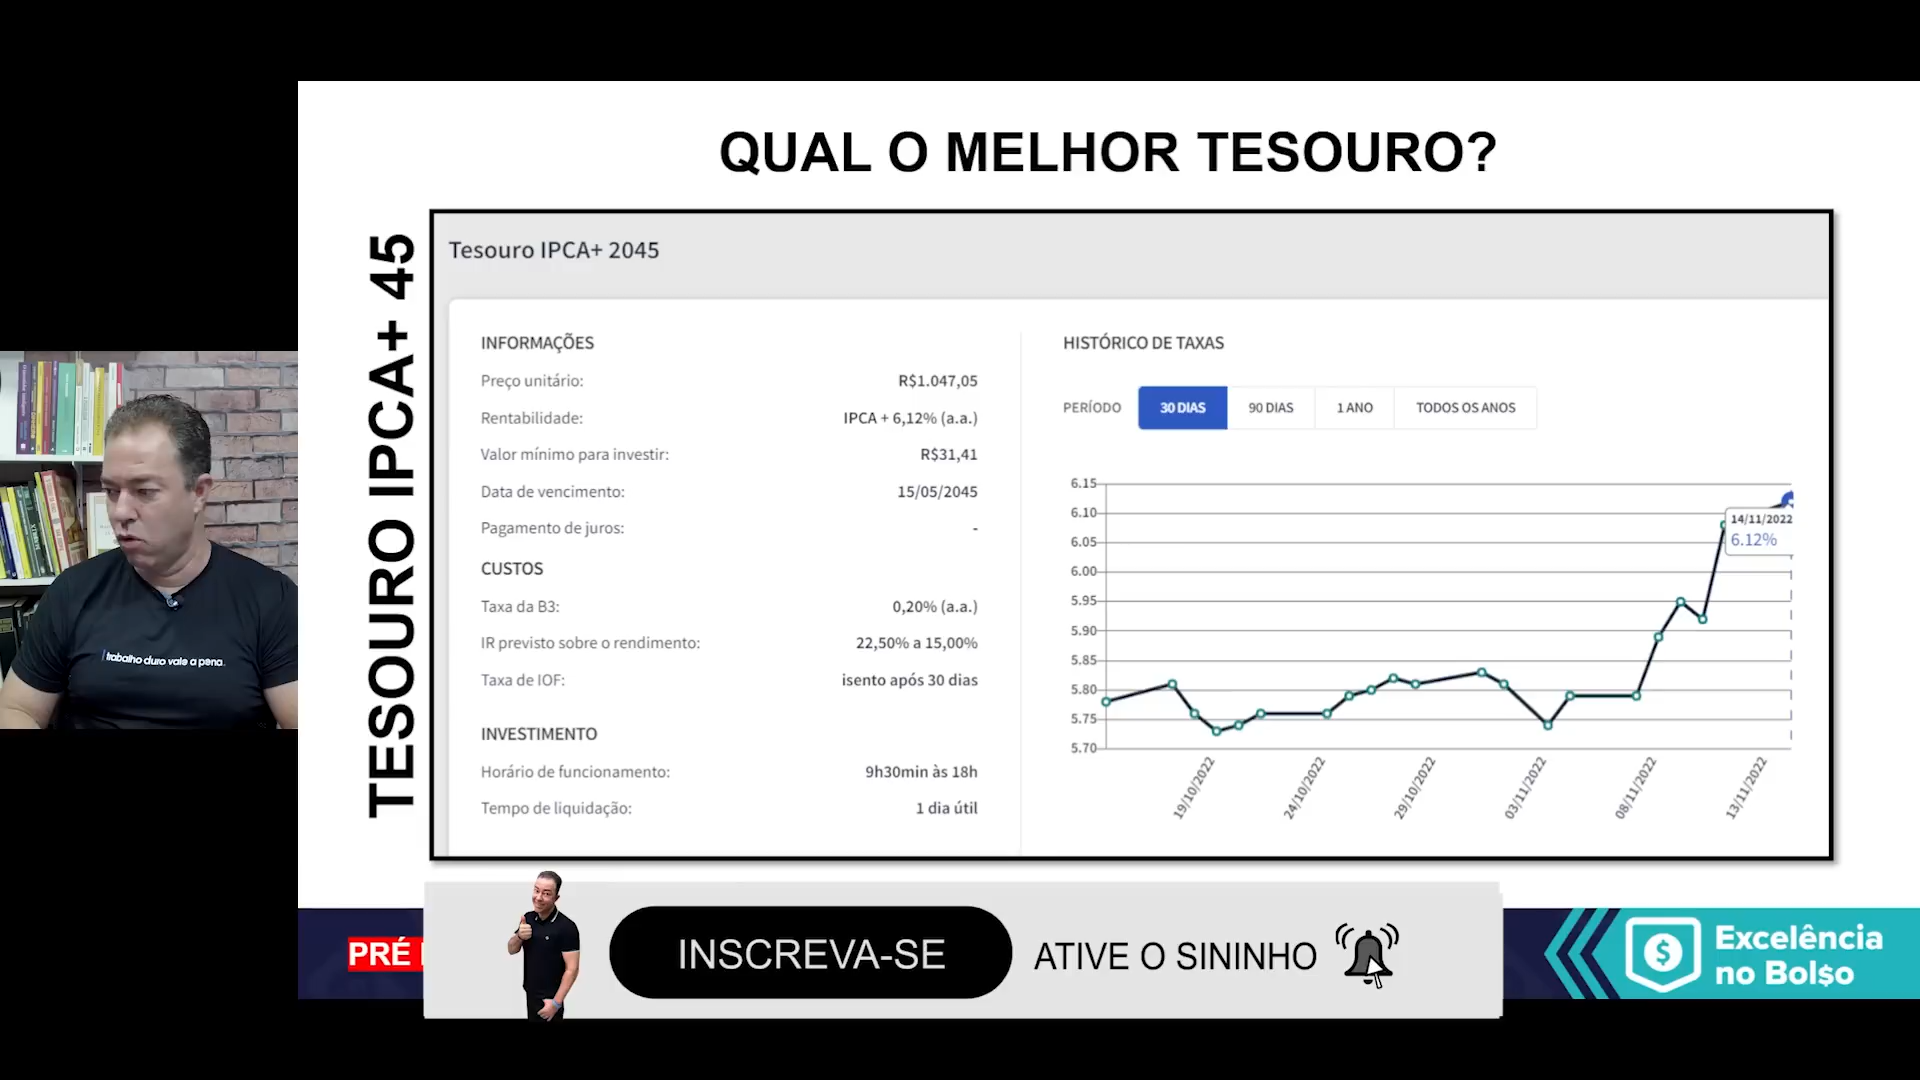 QUAL O MELHOR TESOURO?
TESOURO IPCA+ 45
Tesouro IPCA+ 2045
INFORMAÇÕES
Preço unitário: R$1.047,05
Rentabilidade: IPCA + 6,12% (a.a.)
Valor mínimo para investir: R$31,41
Data de vencimento: 15/05/2045
Pagamento de juros: -
CUSTOS
Taxa da B3: 0,20% (a.a.)
IR previsto sobre o rendimento: 22,50% a 15,00%
Taxa de IOF: isento após 30 dias
INVESTIMENTO
Horário de funcionamento: 9h30min às 18h
Tempo de liquidação: 1 dia útil
HISTÓRICO DE TAXAS
PERÍODO 30 DIAS 90 DIAS 1 ANO TODOS OS ANOS
6.15
6.10
6.05
6.00
5.95
5.90
5.85
5.80
5.75
5.70
14/11/2022
6.12%
19/10/2022 24/10/2022 29/10/2022 03/11/2022 08/11/2022 13/11/2022
trabalho duro vale a pena.
PRÉ
INSCREVA-SE
ATIVE O SININHO
Excelência
no Bol$o